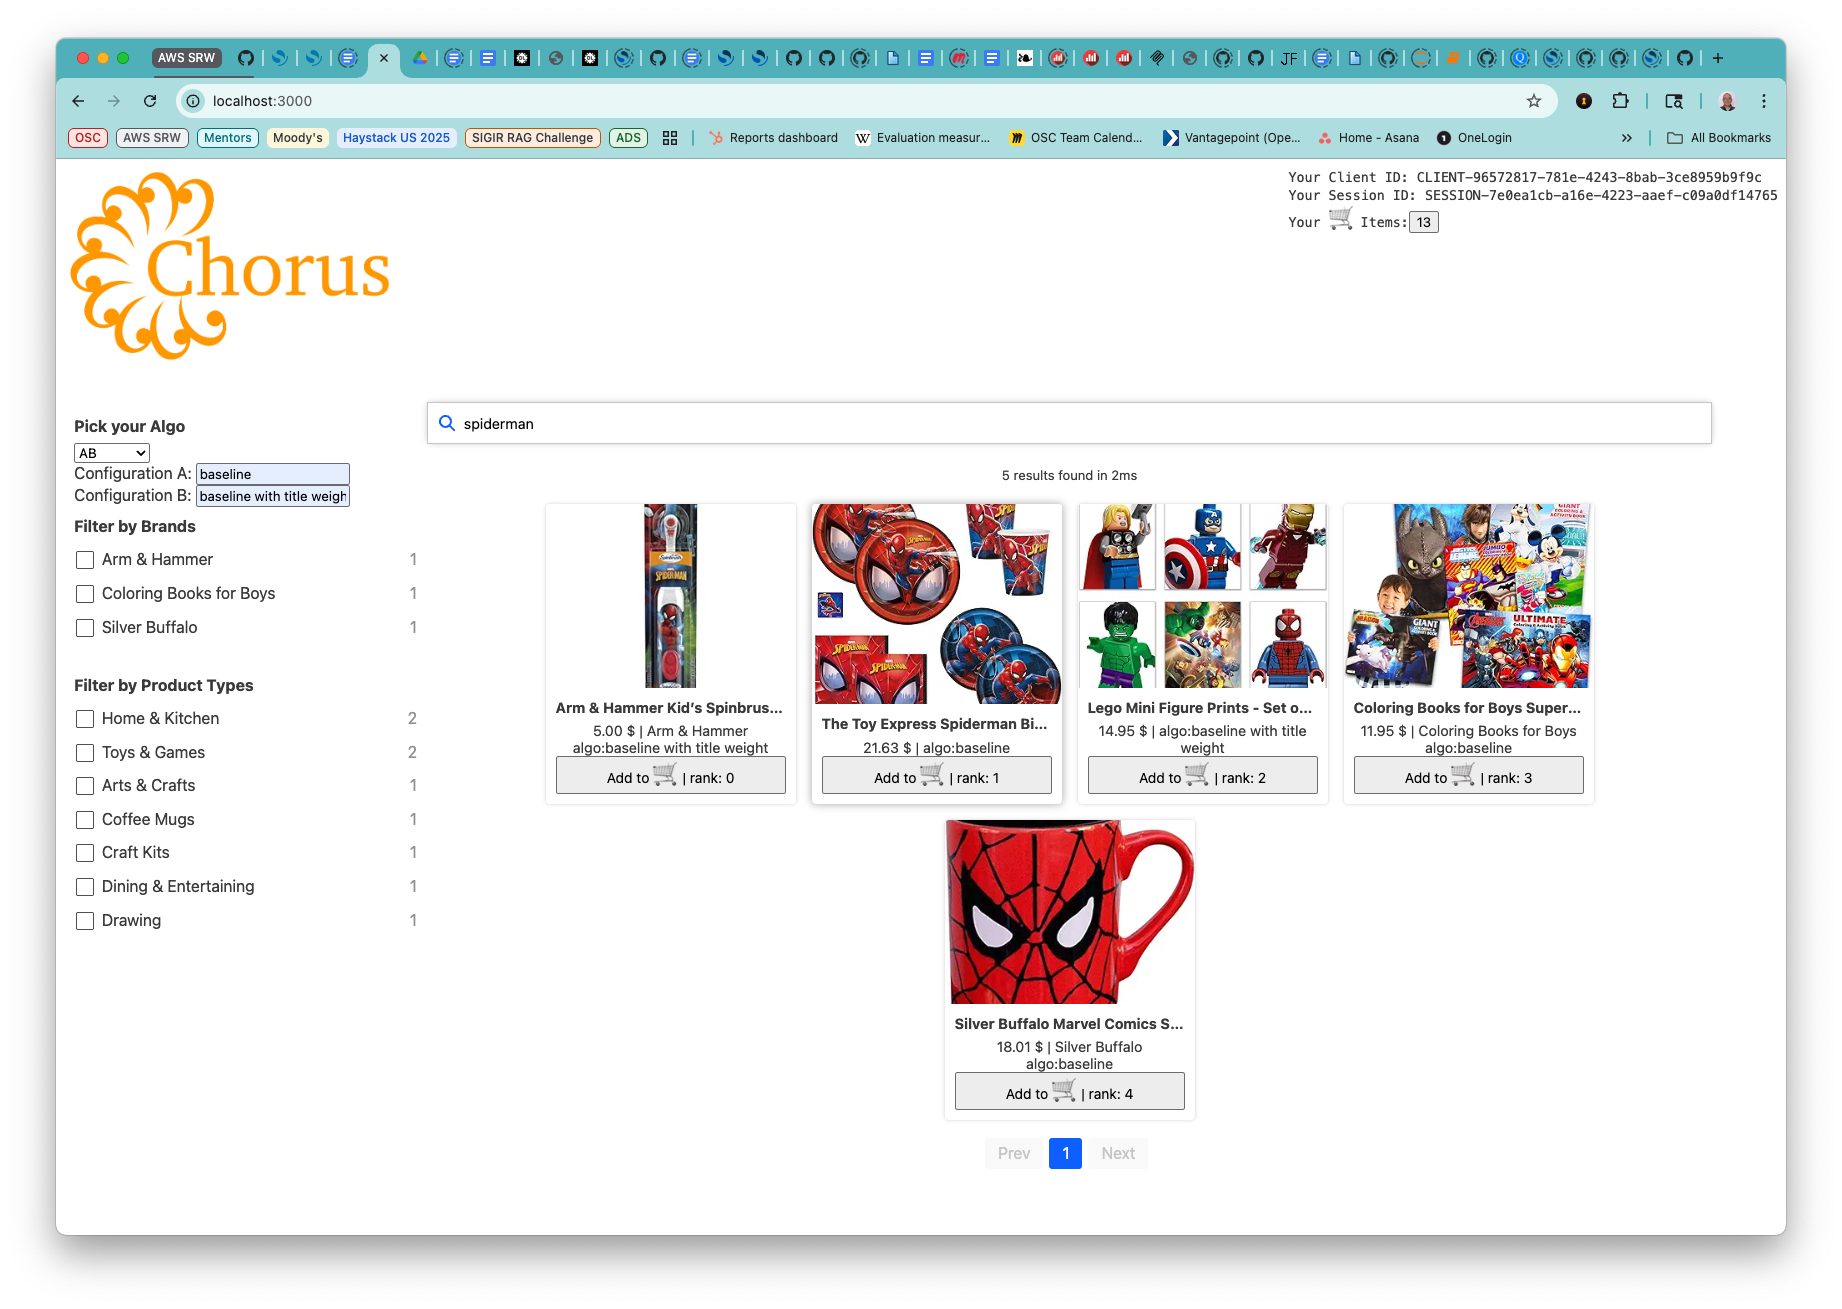 AWS SRW
localhost:3000
OSC
AWS SRW
Mentors
Moody's
Haystack US 2025
SIGIR RAG Challenge
ADS
Reports dashboard
Evaluation measur...
OSC Team Calend...
Vantagepoint (Ope...
Home - Asana
OneLogin
All Bookmarks
Chorus
Your Client ID: CLIENT-96572817-781e-4243-8bab-3ce8959b9f9c
Your Session ID: SESSION-7e0ea1cb-a16e-4223-aaef-c09a0df14765
Your Items: 13
Pick your Algo
AB
Configuration A: baseline
Configuration B: baseline with title weigh
Filter by Brands
Arm & Hammer 1
Coloring Books for Boys 1
Silver Buffalo 1
Filter by Product Types
Home & Kitchen 2
Toys & Games 2
Arts & Crafts 1
Coffee Mugs 1
Craft Kits 1
Dining & Entertaining 1
Drawing 1
spiderman
5 results found in 2ms
SPIDER-MAN
Arm & Hammer Kid's Spinbrus...
5.00 $ | Arm & Hammer
algo:baseline with title weight
Add to | rank: 0
The Toy Express Spiderman Bi...
21.63 $ | algo:baseline
Add to | rank: 1
Lego Mini Figure Prints - Set o...
14.95 $ | algo:baseline with title
weight
Add to | rank: 2
GIANT
GIANT
ULTIMATE
Coloring Books for Boys Super...
11.95 $ | Coloring Books for Boys
algo:baseline
Add to | rank: 3
Silver Buffalo Marvel Comics S...
18.01 $ | Silver Buffalo
algo:baseline
Add to | rank: 4
Prev
1
Next